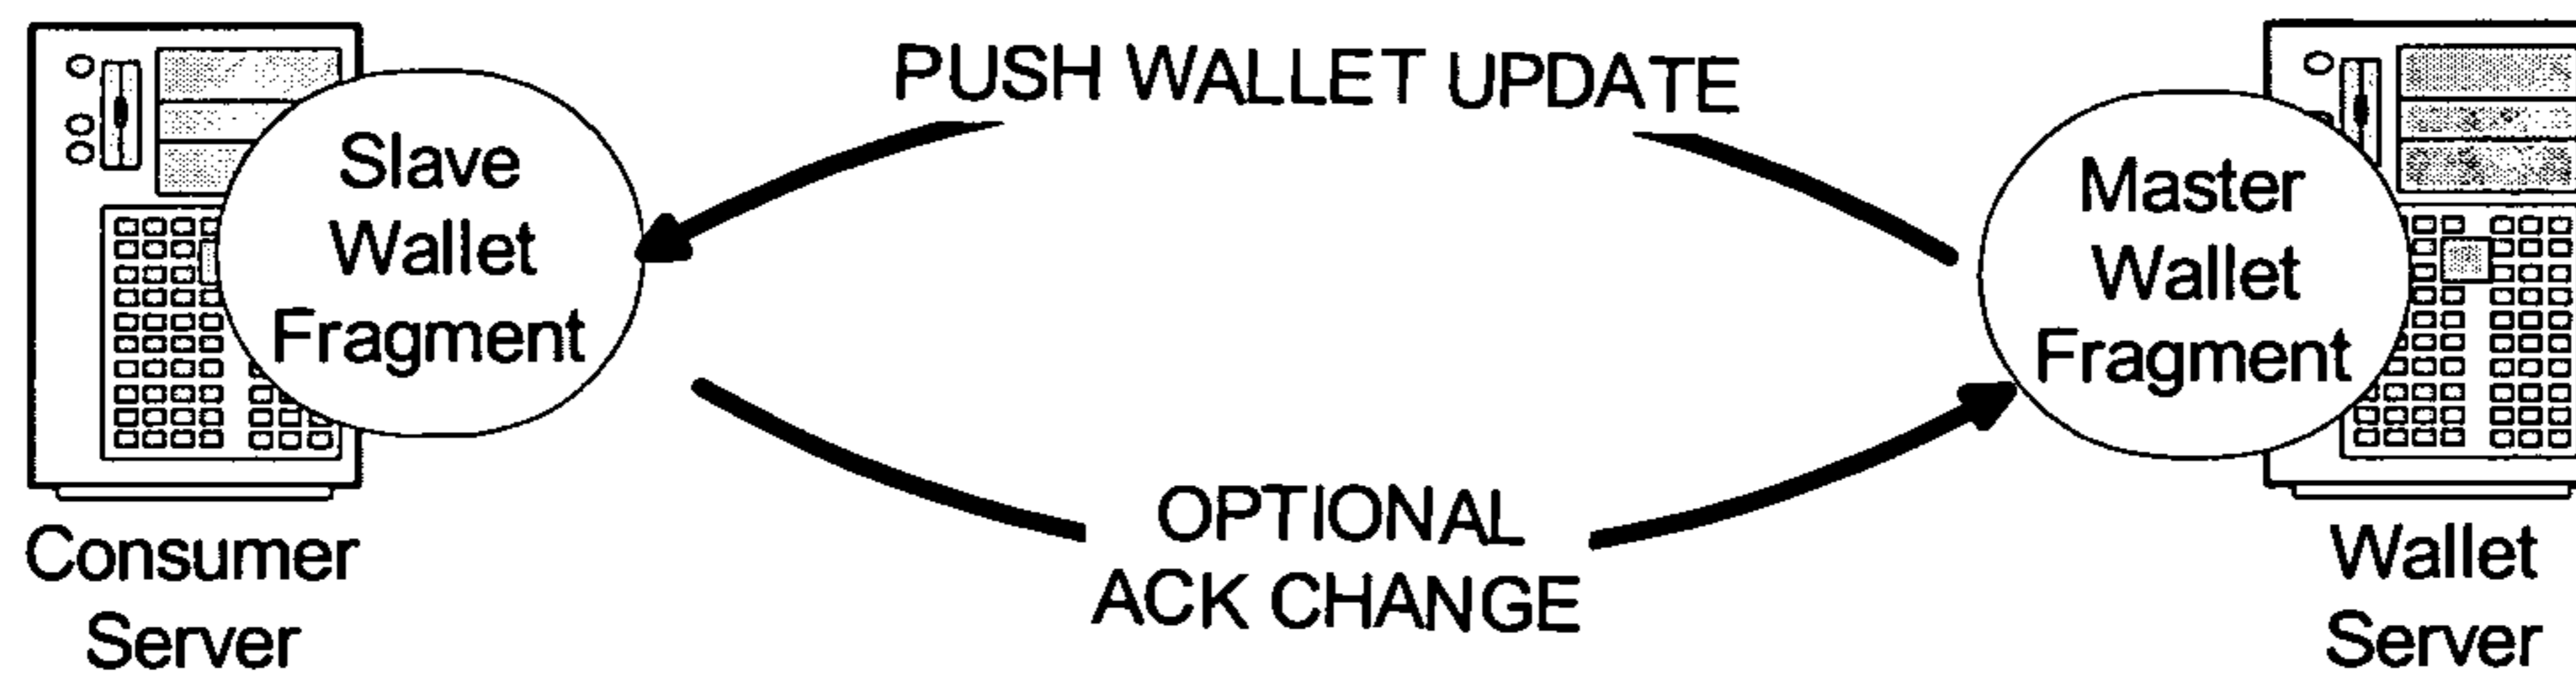 PUSH WALLET UPDATE
Slave
Wallet
Fragment
Master
Wallet
Fragment
OPTIONAL
ACK CHANGE
Consumer
Server
Wallet
Server